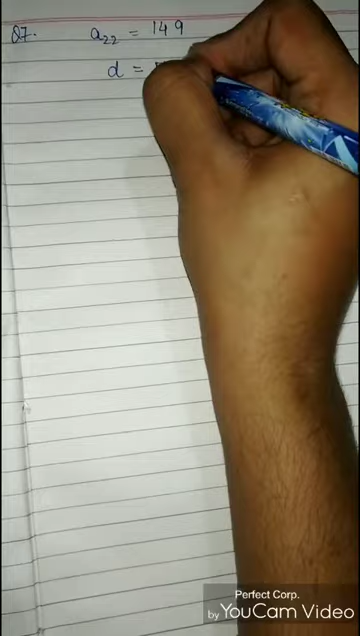 Q7. a22 = 149
d =
Perfect Corp.
by YouCam Video